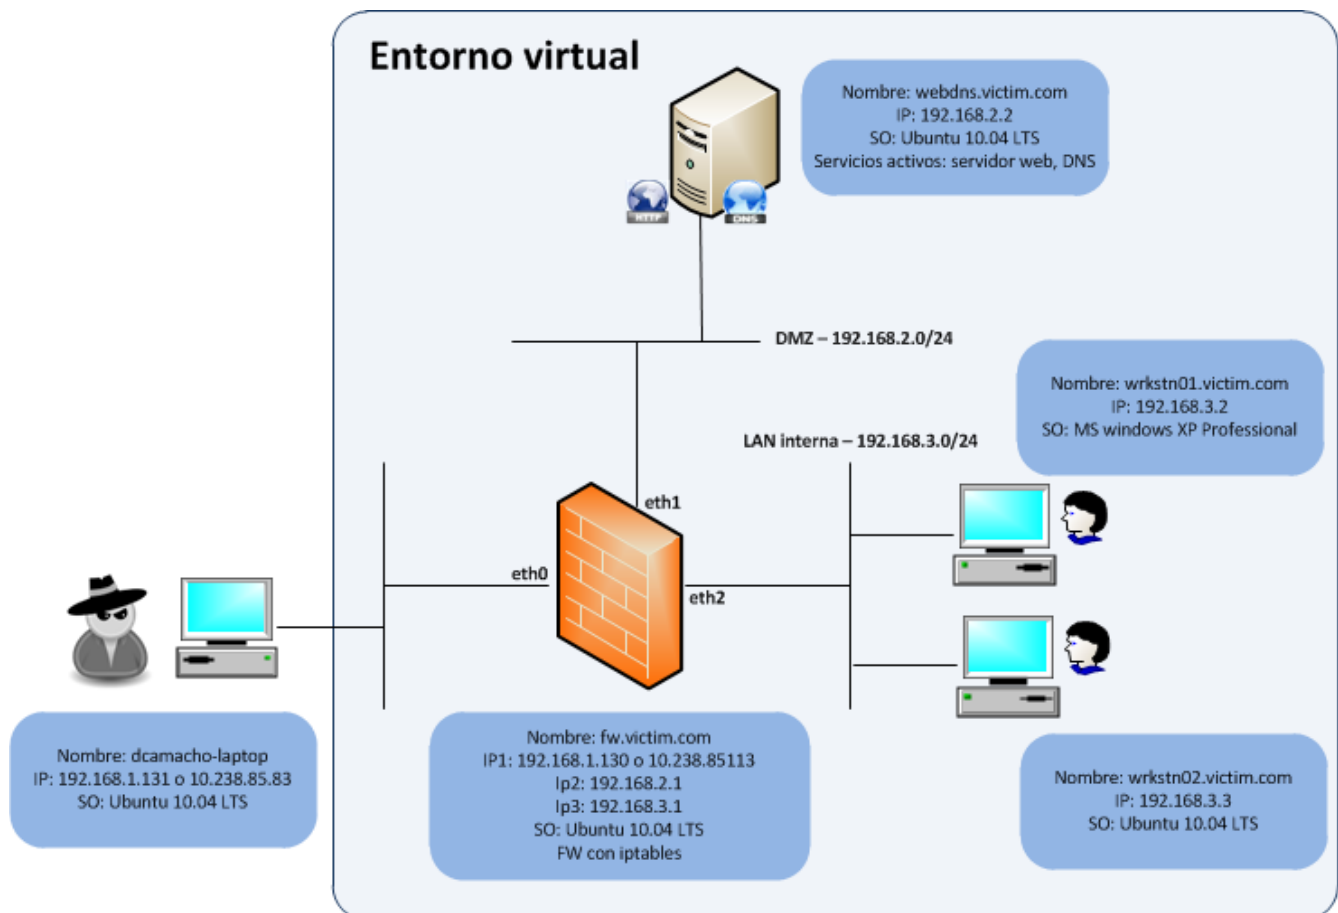 Entorno virtual
Nombre: webdns.victim.com
IP: 192.168.2.2
SO: Ubuntu 10.04 LTS
Servicios activos: servidor web, DNS
HTTP
DNS
DMZ – 192.168.2.0/24
Nombre: wrkstn01.victim.com
IP: 192.168.3.2
SO: MS windows XP Professional
LAN interna – 192.168.3.0/24
eth1
eth0
eth2
Nombre: dcamacho-laptop
IP: 192.168.1.131 o 10.238.85.83
SO: Ubuntu 10.04 LTS
Nombre: fw.victim.com
IP1: 192.168.1.130 o 10.238.85113
Ip2: 192.168.2.1
Ip3: 192.168.3.1
SO: Ubuntu 10.04 LTS
FW con iptables
Nombre: wrkstn02.victim.com
IP: 192.168.3.3
SO: Ubuntu 10.04 LTS